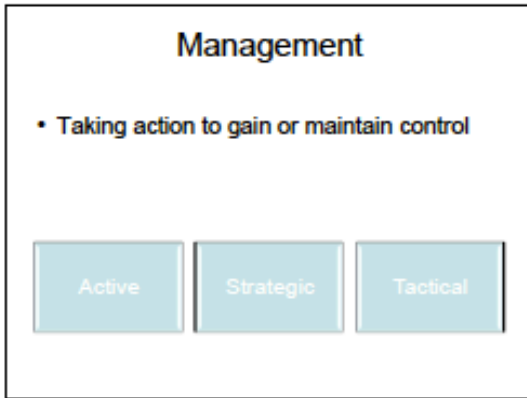 Management
• Taking action to gain or maintain control
Active
Strategic
Tactical